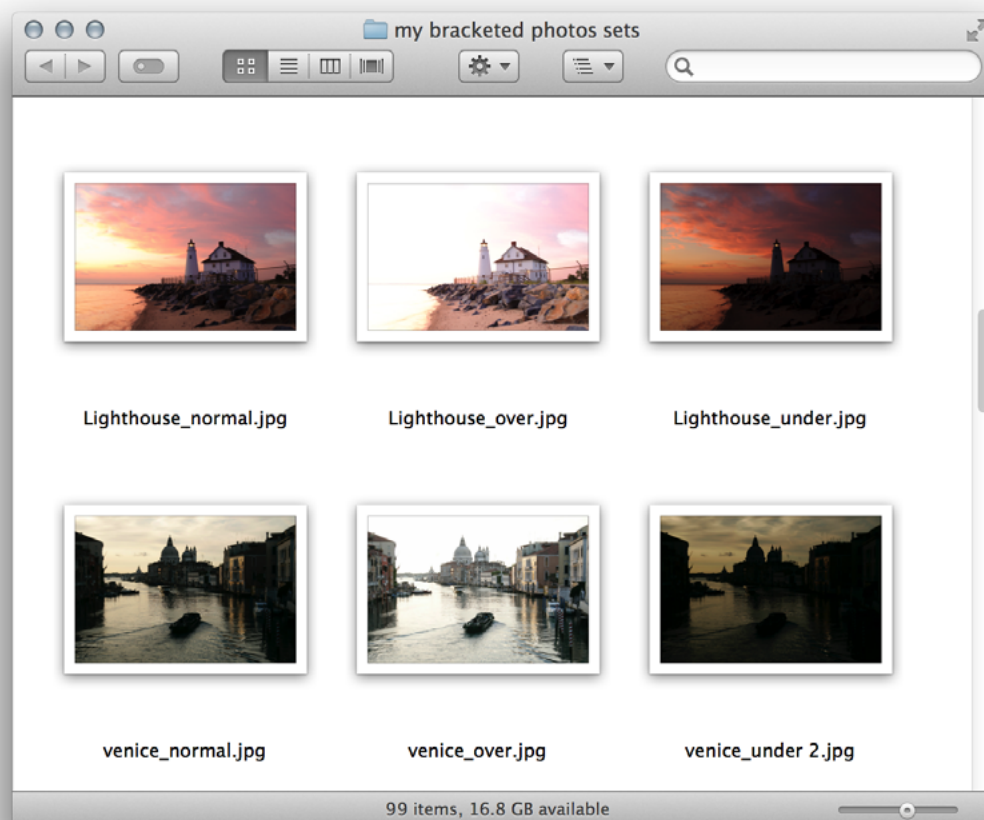 my bracketed photos sets
Lighthouse_normal.jpg
Lighthouse_over.jpg
Lighthouse_under.jpg
venice_normal.jpg
venice_over.jpg
venice_under 2.jpg
99 items, 16.8 GB available